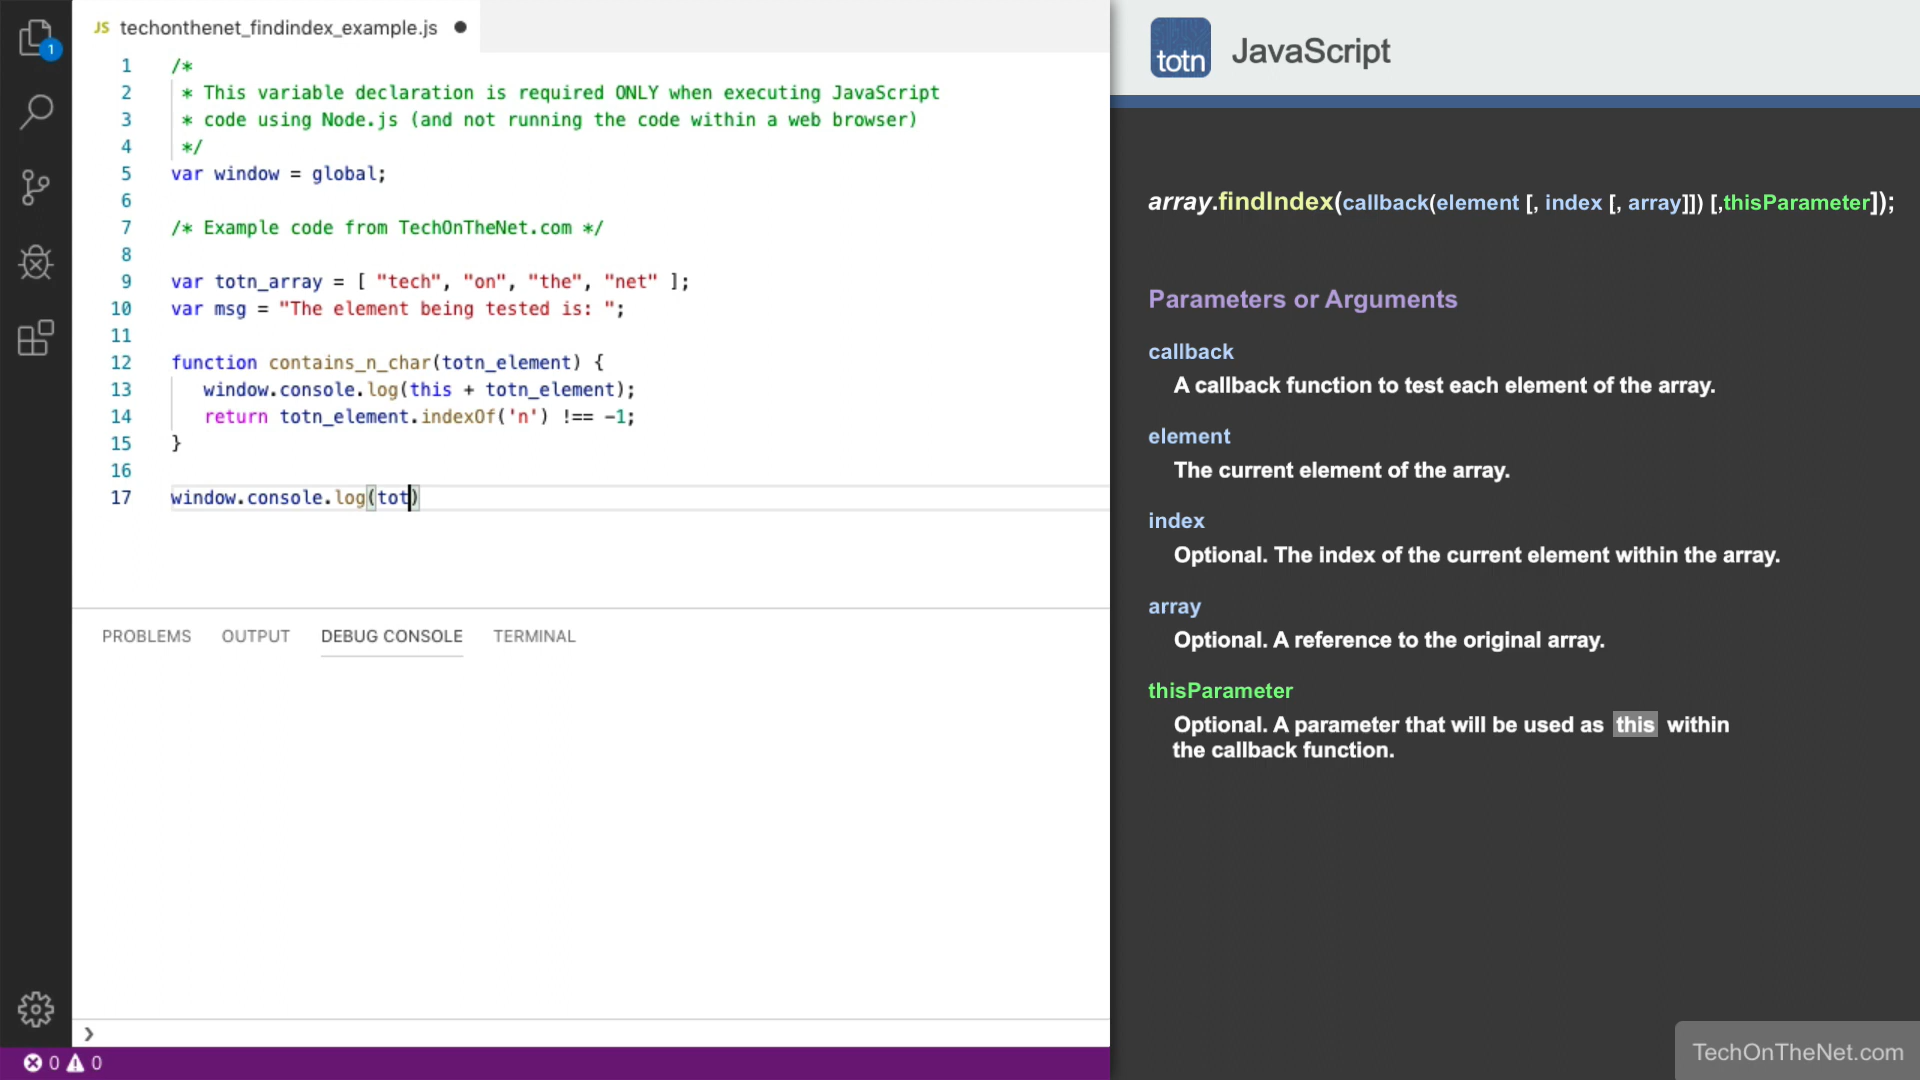 1
JS techonthenet_findindex_example.js
1 /*
2 * This variable declaration is required ONLY when executing JavaScript
3 * code using Node.js (and not running the code within a web browser)
4 */
5 var window = global;
6
7 /* Example code from TechOnTheNet.com */
8
9 var totn_array = [ "tech", "on", "the", "net" ];
10 var msg = "The element being tested is: ";
11
12 function contains_n_char(totn_element) {
13 window.console.log(this + totn_element);
14 return totn_element.indexOf('n') !== -1;
15 }
16
17 window.console.log(tot)
PROBLEMS OUTPUT DEBUG CONSOLE TERMINAL
0 0
totn JavaScript
array.findIndex(callback(element [, index [, array]]) [,thisParameter]);
Parameters or Arguments
callback
A callback function to test each element of the array.
element
The current element of the array.
index
Optional. The index of the current element within the array.
array
Optional. A reference to the original array.
thisParameter
Optional. A parameter that will be used as this within
the callback function.
TechOnTheNet.com